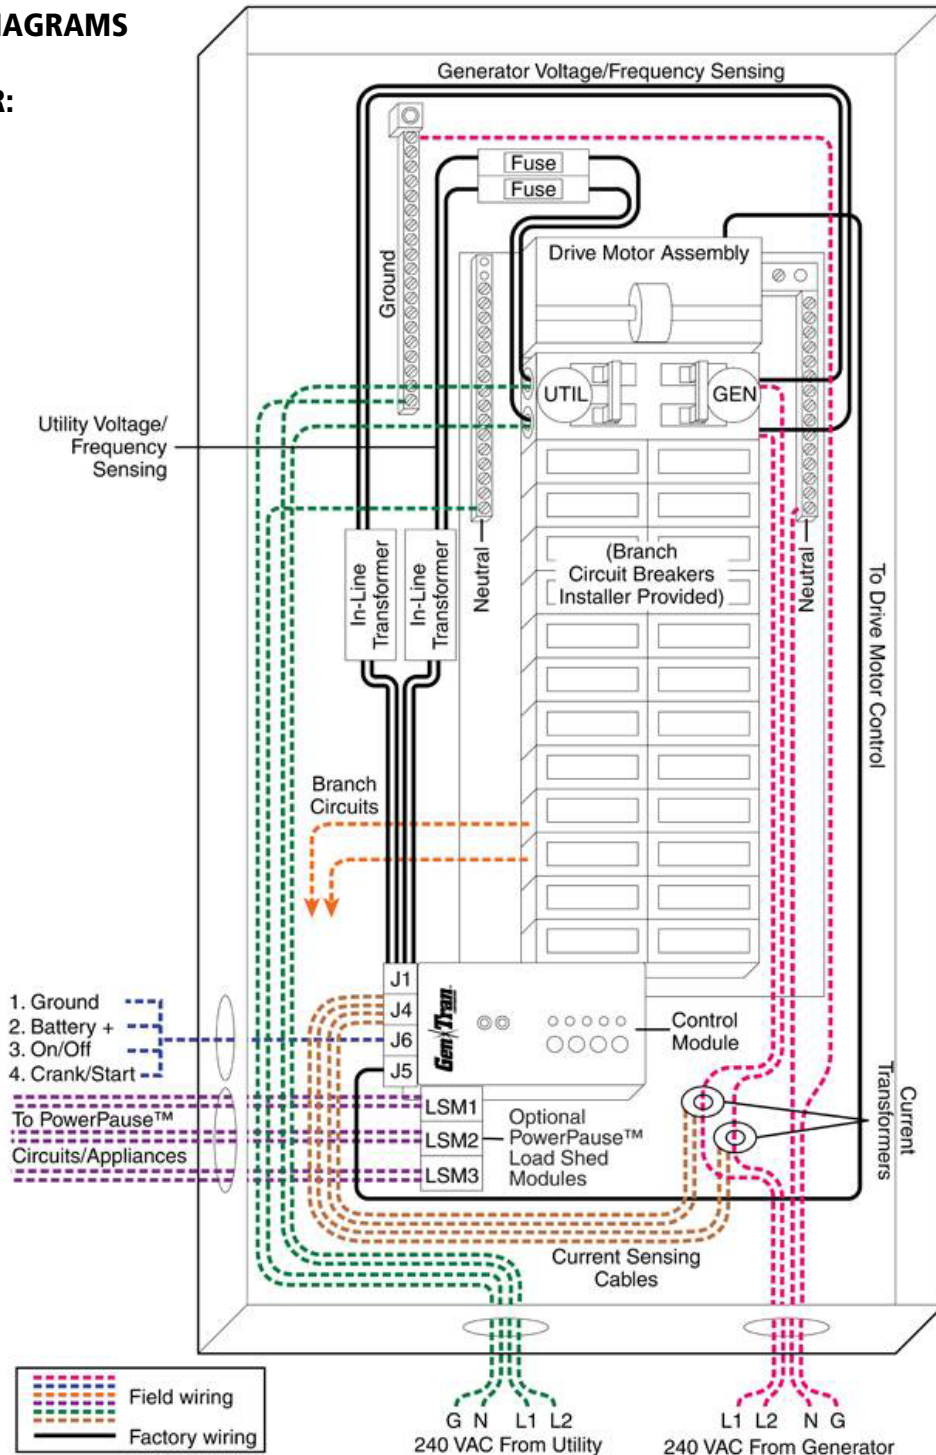 IAGRAMS
R:
Generator Voltage/Frequency Sensing
Fuse
Fuse
Ground
Drive Motor Assembly
UTIL
GEN
Utility Voltage/
Frequency
Sensing
In-Line
Transformer
In-Line
Transformer
Neutral
(Branch
Circuit Breakers
Installer Provided)
Neutral
To Drive Motor Control
Branch
Circuits
J1
J4
J6
J5
Gen Tran
Control
Module
1. Ground
2. Battery +
3. On/Off
4. Crank/Start
To PowerPause™
Circuits/Appliances
LSM1
LSM2
LSM3
Optional
PowerPause™
Load Shed
Modules
Current
Transformers
Current Sensing
Cables
Field wiring
Factory wiring
G N L1 L2
240 VAC From Utility
L1 L2 N G
240 VAC From Generator